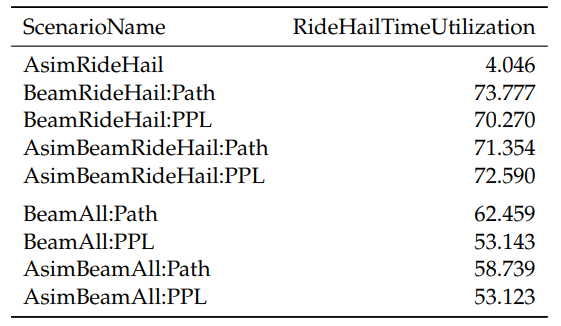 ScenarioName RideHailTimeUtilization
AsimRideHail 4.046
BeamRideHail:Path 73.777
BeamRideHail:PPL 70.270
AsimBeamRideHail:Path 71.354
AsimBeamRideHail:PPL 72.590
BeamAll:Path 62.459
BeamAll:PPL 53.143
AsimBeamAll:Path 58.739
AsimBeamAll:PPL 53.123